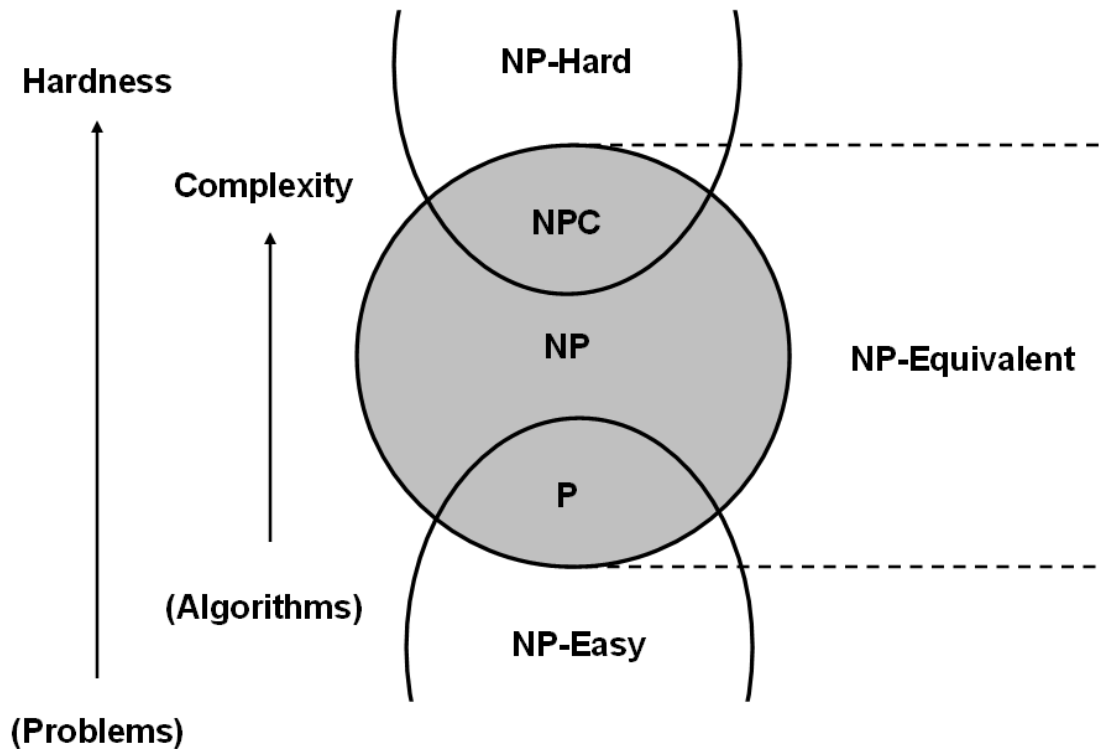 NP-Hard
Hardness
Complexity
NPC
NP
NP-Equivalent
P
(Algorithms)
NP-Easy
(Problems)